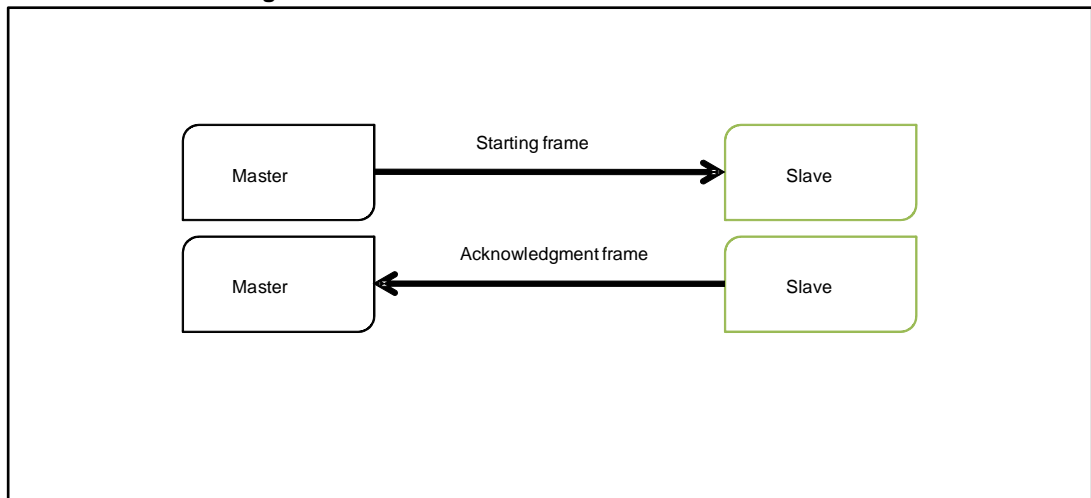 Starting frame
Master
Slave
Acknowledgment frame
Master
Slave